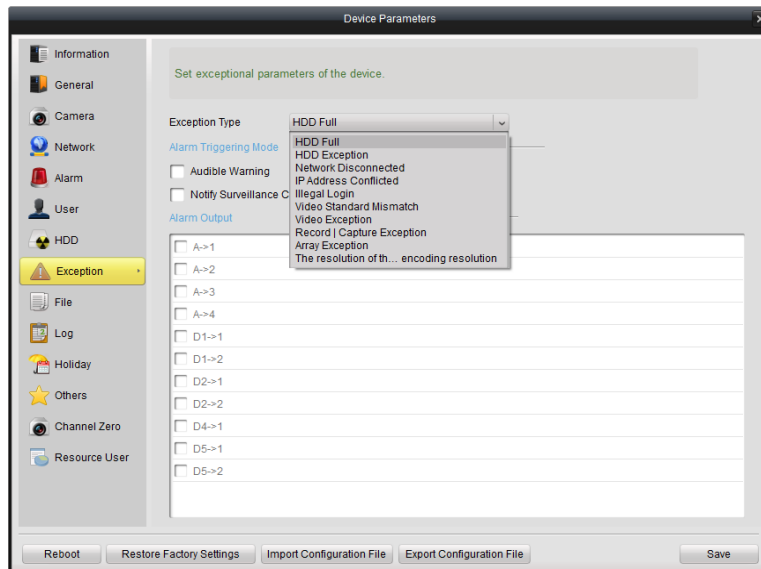 Device Parameters
Information
General
Camera
Network
Alarm
User
HDD
Exception
File
Log
Holiday
Others
Channel Zero
Resource User
Set exceptional parameters of the device.
Exception Type HDD Full
HDD Full
HDD Exception
Network Disconnected
IP Address Conflicted
Illegal Login
Video Standard Mismatch
Video Exception
Record | Capture Exception
Array Exception
The resolution of th... encoding resolution
Alarm Triggering Mode
Audible Warning
Notify Surveillance C
Alarm Output
A->1
A->2
A->3
A->4
D1->1
D1->2
D2->1
D2->2
D4->1
D5->1
D5->2
Reboot Restore Factory Settings Import Configuration File Export Configuration File Save